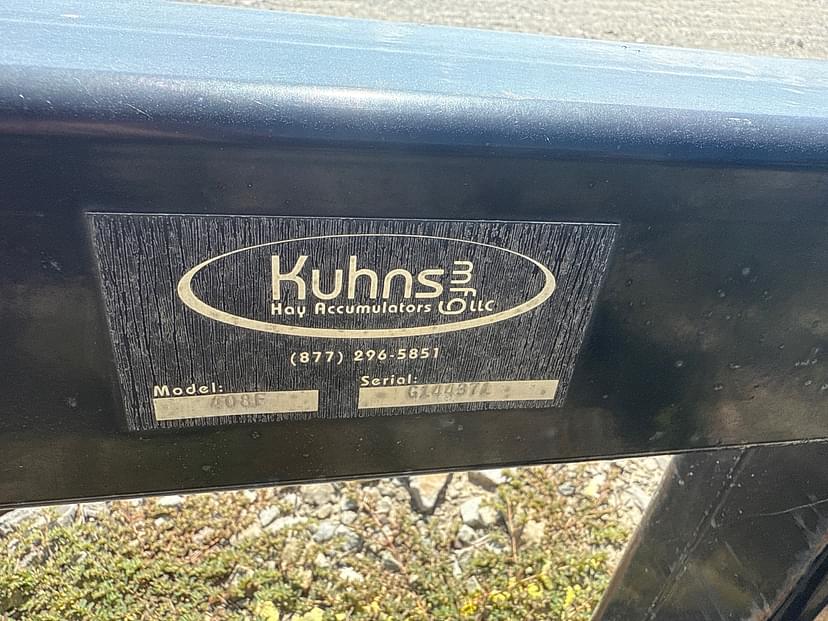 Kuhns mfg
Hay Accumulators LLC
(877) 296-5851
Model: Serial:
408F